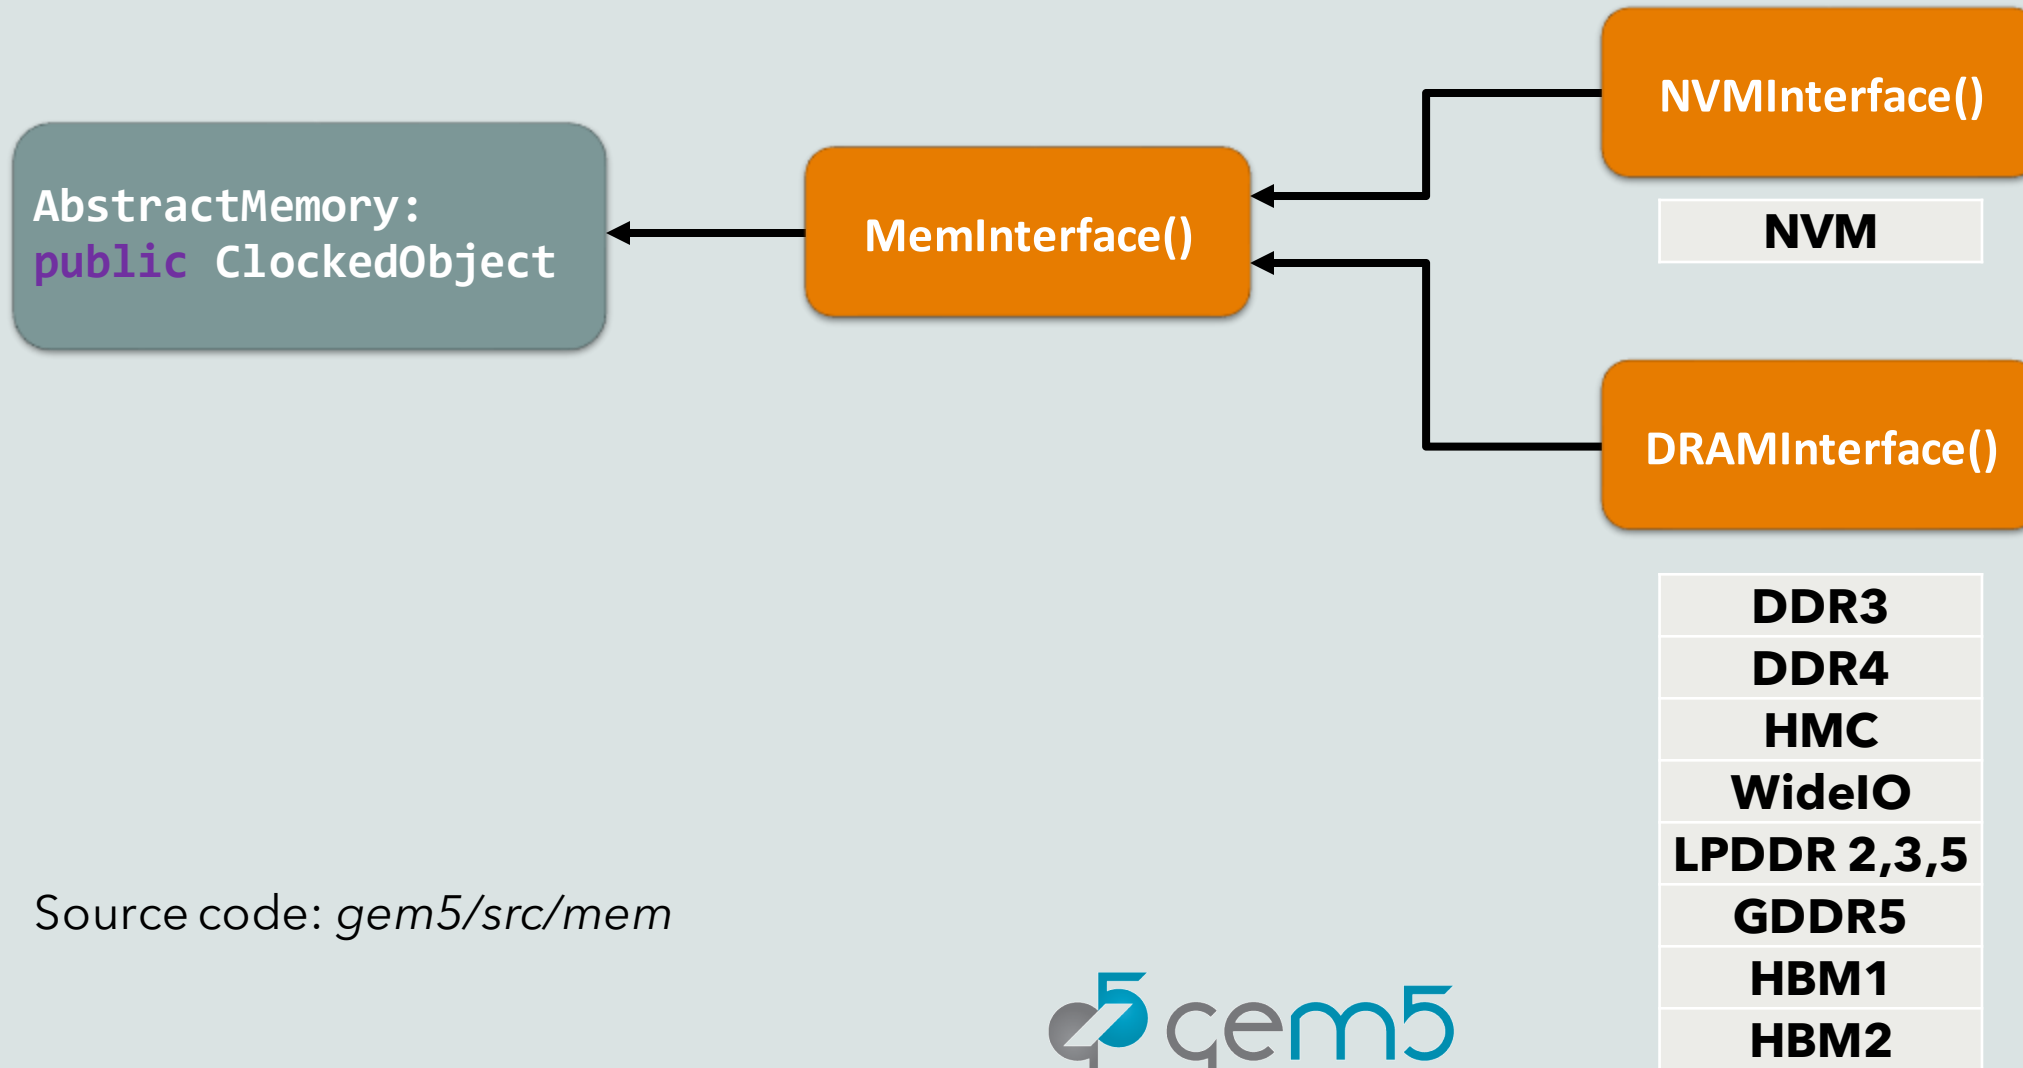 NVMInterface()
AbstractMemory:
public ClockedObject
MemInterface()
NVM
DRAMInterface()
DDR3
DDR4
HMC
WideIO
LPDDR 2,3,5
GDDR5
HBM1
HBM2
Source code: gem5/src/mem
gem5